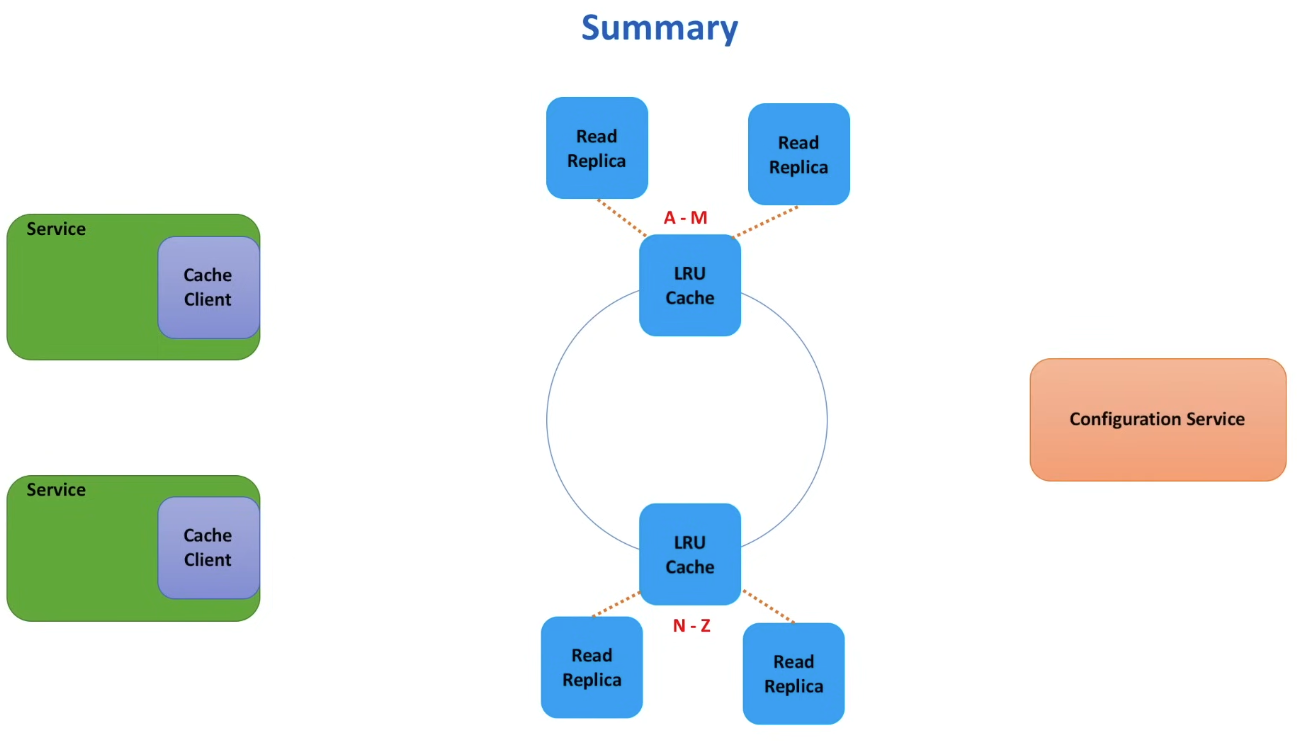 Summary
Read
Replica
Read
Replica
A - M
Service
Cache
Client
LRU
Cache
Configuration Service
Service
Cache
Client
LRU
Cache
N - Z
Read
Replica
Read
Replica